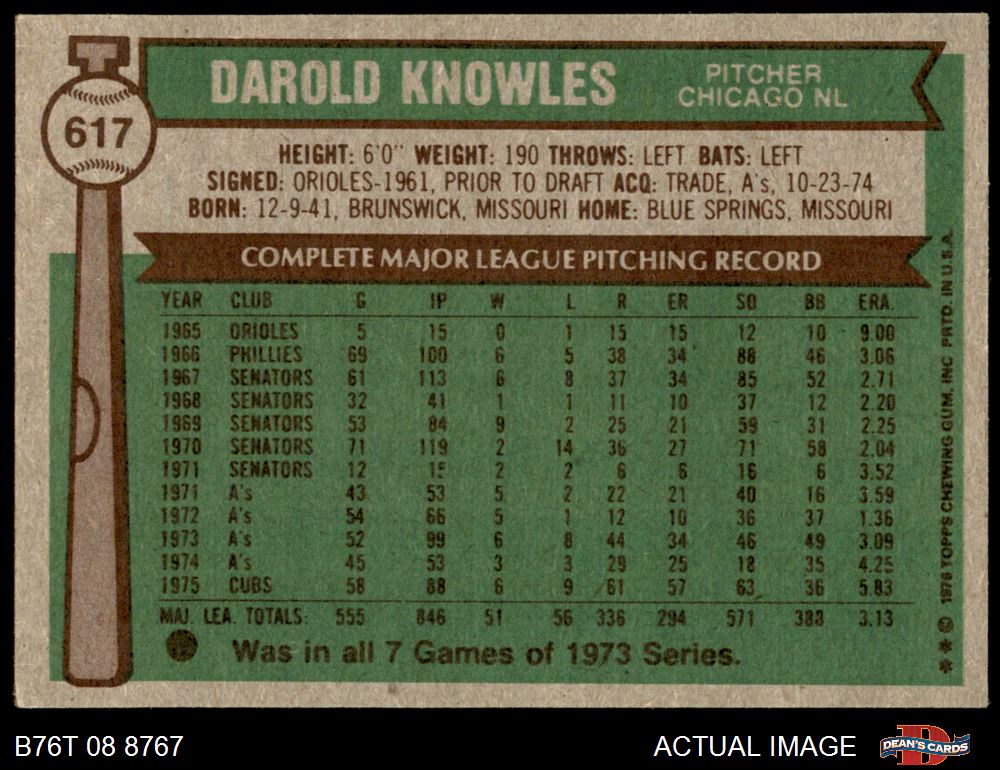 617
DAROLD KNOWLES
PITCHER
CHICAGO NL
HEIGHT: 6'0" WEIGHT: 190 THROWS: LEFT BATS: LEFT
SIGNED: ORIOLES-1961, PRIOR TO DRAFT ACQ: TRADE, A's, 10-23-74
BORN: 12-9-41, BRUNSWICK, MISSOURI HOME: BLUE SPRINGS, MISSOURI
COMPLETE MAJOR LEAGUE PITCHING RECORD
YEAR CLUB G IP W L R ER SO BB ERA.
1965 ORIOLES 5 15 0 1 15 15 12 10 9.00
1966 PHILLIES 69 100 6 5 38 34 88 46 3.06
1967 SENATORS 61 113 6 8 37 34 85 52 2.71
1968 SENATORS 32 41 1 1 11 10 37 12 2.20
1969 SENATORS 53 84 9 2 25 21 59 31 2.25
1970 SENATORS 71 119 2 14 36 27 71 58 2.04
1971 SENATORS 12 15 2 2 6 6 16 6 3.52
1971 A's 43 53 5 2 22 21 40 16 3.59
1972 A's 54 66 5 1 12 10 36 37 1.36
1973 A's 52 99 6 8 44 34 46 49 3.09
1974 A's 45 53 3 3 29 25 18 35 4.25
1975 CUBS 58 88 6 9 61 57 63 36 5.83
MAJ. LEA. TOTALS: 555 846 51 56 336 294 571 388 3.13
Was in all 7 Games of 1973 Series.
** © 1976 TOPPS CHEWING GUM, INC PRTD. IN U.S.A.
B76T 08 8767
ACTUAL IMAGE
D
DEAN'S CARDS